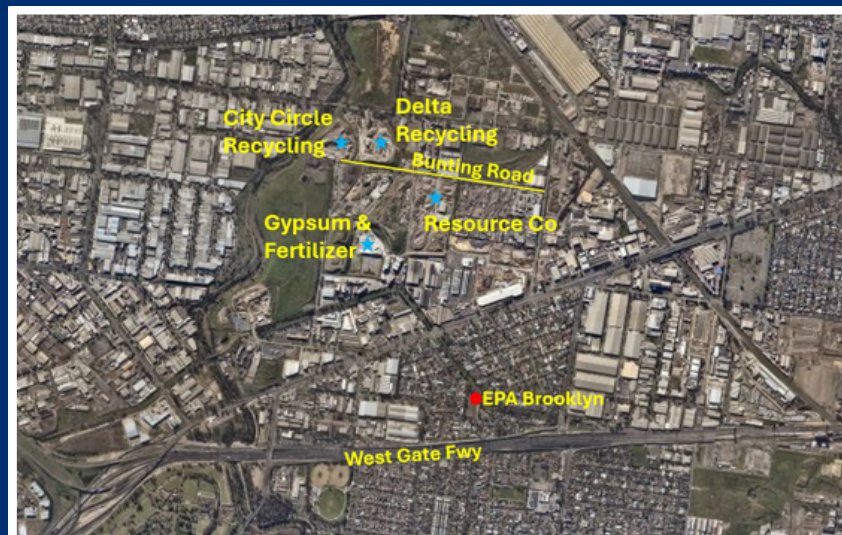 City Circle
Recycling
Delta
Recycling
Bunting Road
Gypsum &
Fertilizer
Resource Co
EPA Brooklyn
West Gate Fwy